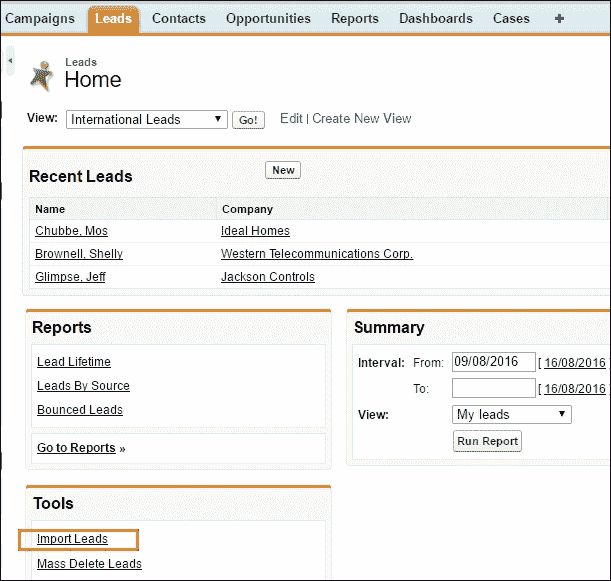 Campaigns Leads Contacts Opportunities Reports Dashboards Cases +
Leads
Home
View: International Leads Go! Edit | Create New View
Recent Leads New
Name Company
Chubbe, Mos Ideal Homes
Brownell, Shelly Western Telecommunications Corp.
Glimpse, Jeff Jackson Controls
Reports
Lead Lifetime
Leads By Source
Bounced Leads
Go to Reports »
Summary
Interval: From: 09/08/2016 [ 16/08/2016 ]
To: [ 16/08/2016
View: My leads
Run Report
Tools
Import Leads
Mass Delete Leads